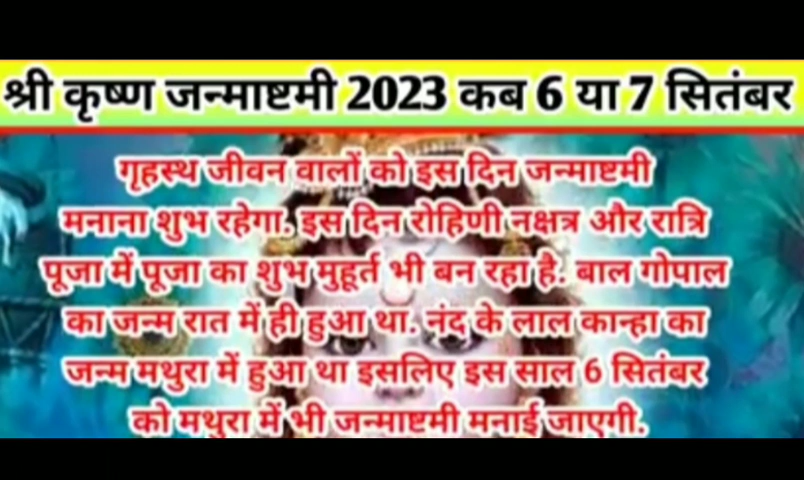 श्री कृष्ण जन्माष्टमी 2023 कब 6 या 7 सितंबर
गृहस्थ जीवन वालों को इस दिन जन्माष्टमी
मनाना शुभ रहेगा. इस दिन रोहिणी नक्षत्र और रात्रि
पूजा में पूजा का शुभ मुहूर्त भी बन रहा है. बाल गोपाल
का जन्म रात में ही हुआ था. नंद के लाल कान्हा का
जन्म मथुरा में हुआ था इसलिए इस साल 6 सितंबर
को मथुरा में भी जन्माष्टमी मनाई जाएगी.